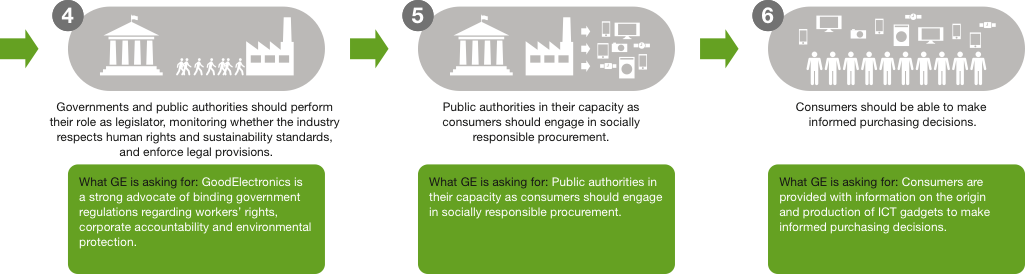 4
Governments and public authorities should perform
their role as legislator, monitoring whether the industry
respects human rights and sustainability standards,
and enforce legal provisions.
What GE is asking for: GoodElectronics is
a strong advocate of binding government
regulations regarding workers' rights,
corporate accountability and environmental
protection.
5
Public authorities in their capacity as
consumers should engage in socially
responsible procurement.
What GE is asking for: Public authorities in
their capacity as consumers should engage
in socially responsible procurement.
6
Consumers should be able to make
informed purchasing decisions.
What GE is asking for: Consumers are
provided with information on the origin
and production of ICT gadgets to make
informed purchasing decisions.